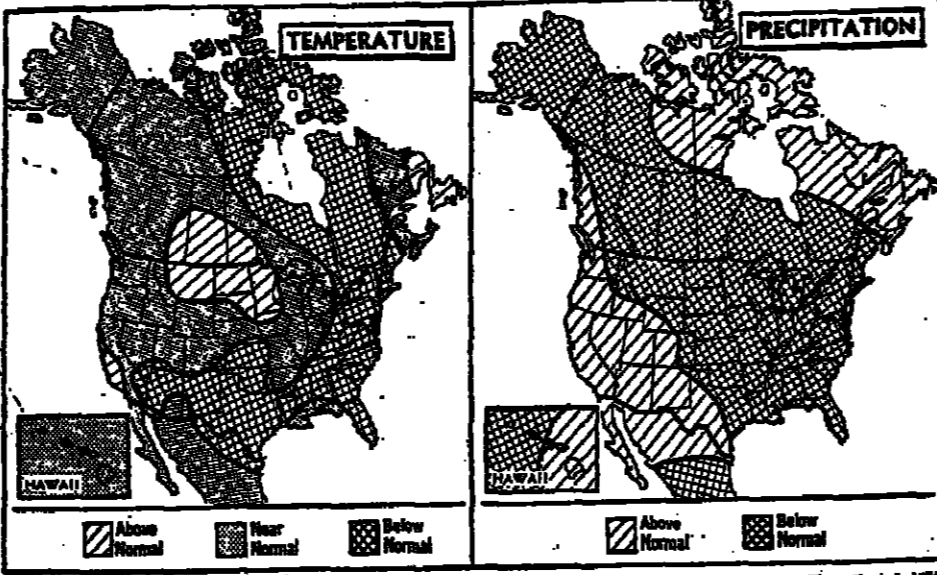 TEMPERATURE
HAWAII
Above
Normal
Near
Normal
Below
Normal
PRECIPITATION
HAWAII
Above
Normal
Below
Normal